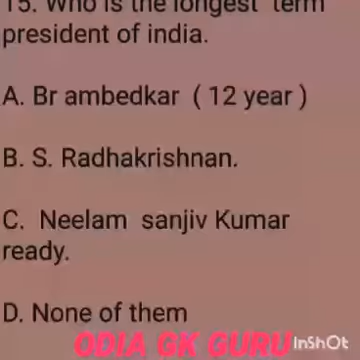 15. Who is the longest term
president of india.
A. Br ambedkar ( 12 year )
B. S. Radhakrishnan.
C. Neelam sanjiv Kumar
ready.
D. None of them
ODIA GK GURU
InShOt